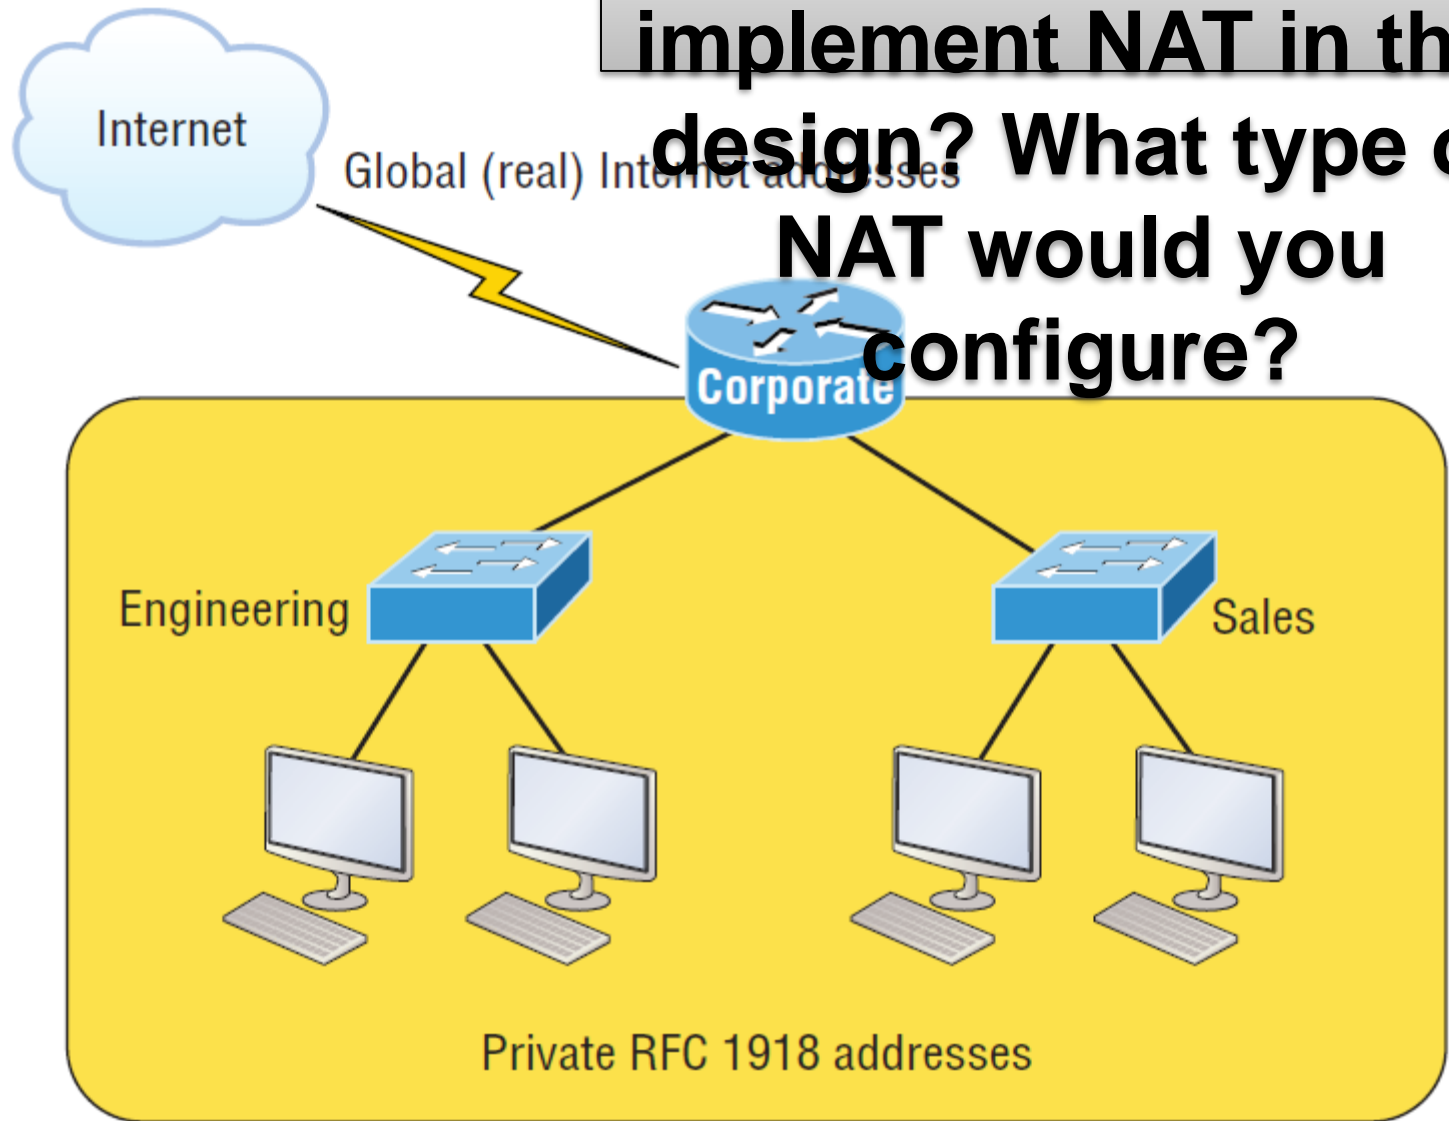 implement NAT in
design? What type
NAT would you
configure?
Internet
Global (real) Internet addresses
Corporate
Engineering
Sales
Private RFC 1918 addresses